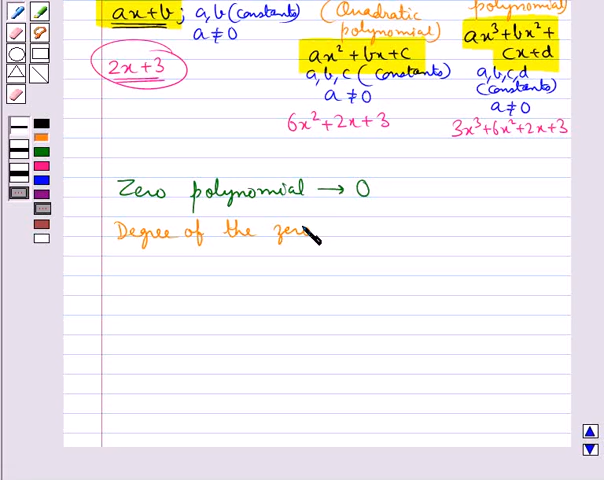 ax+b ; a,b (constants)
a≠0
2x+3
(Quadratic
polynomial)
ax²+bx+c
a,b,c (constants)
a≠0
6x²+2x+3
polynomial)
ax³+bx²+
cx+d
a,b,c,d
(constants)
a≠0
3x³+6x²+2x+3
Zero polynomial → 0
Degree of the zero